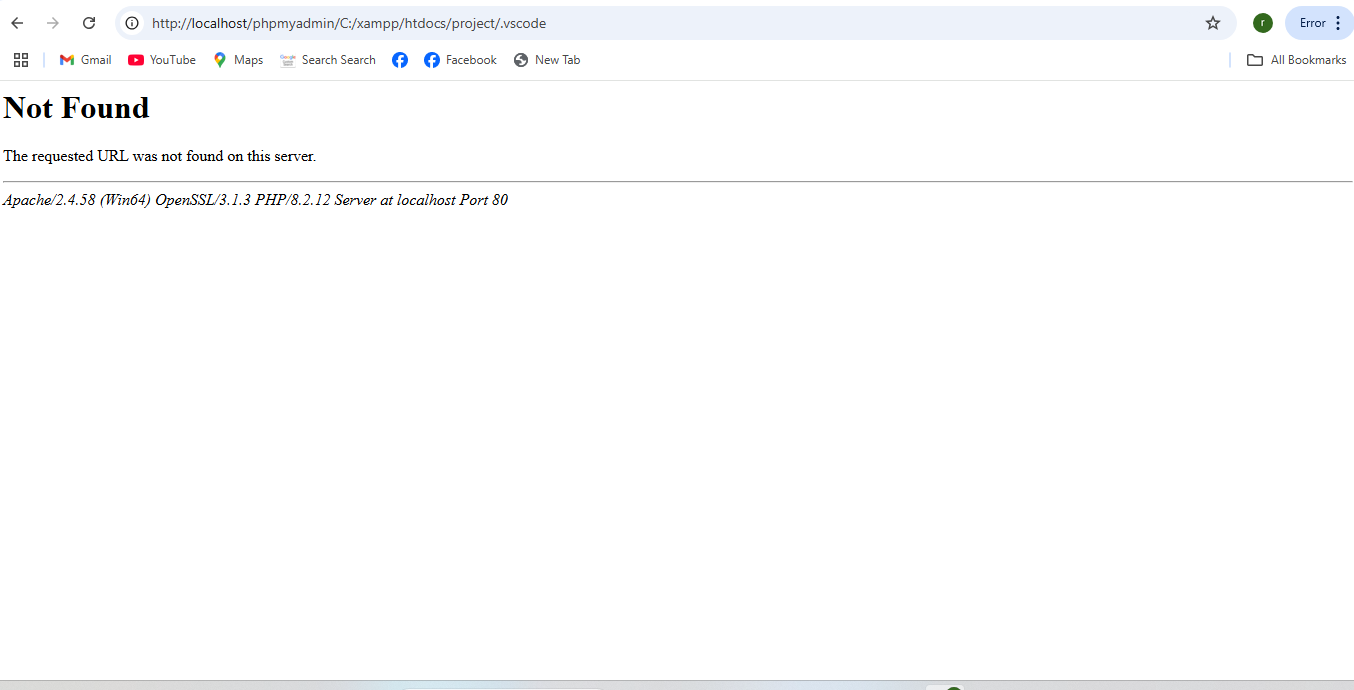 http://localhost/phpmyadmin/C:/xampp/htdocs/project/.vscode r Error
Gmail YouTube Maps Search Search Facebook New Tab All Bookmarks
Not Found
The requested URL was not found on this server.
Apache/2.4.58 (Win64) OpenSSL/3.1.3 PHP/8.2.12 Server at localhost Port 80